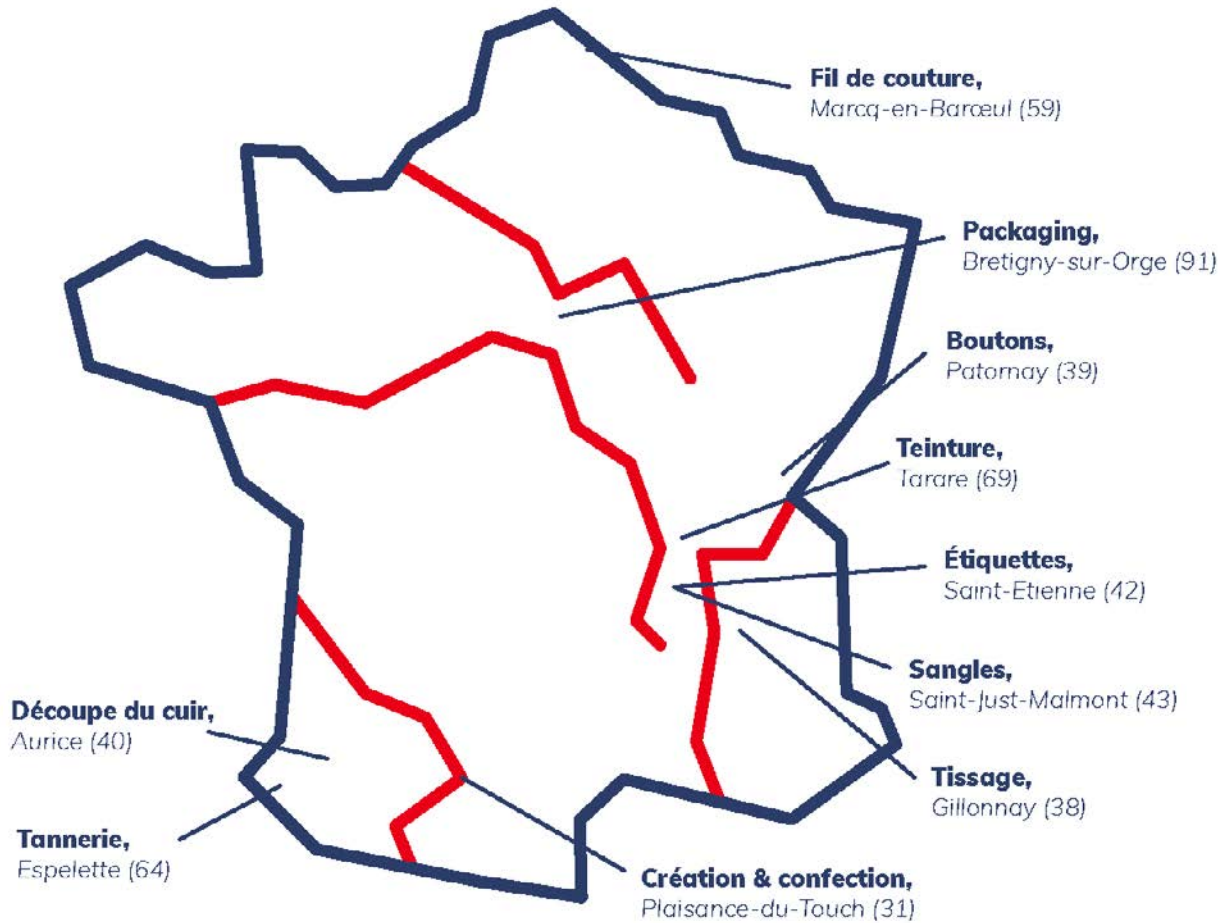 Fil de couture,
Marcq-en-Barœul (59)
Packaging,
Bretigny-sur-Orge (91)
Boutons,
Patornay (39)
Teinture,
Tarare (69)
Étiquettes,
Saint-Etienne (42)
Sangles,
Saint-Just-Malmont (43)
Découpe du cuir,
Aurice (40)
Tissage,
Gillonnay (38)
Tannerie,
Espelette (64)
Création & confection,
Plaisance-du-Touch (31)